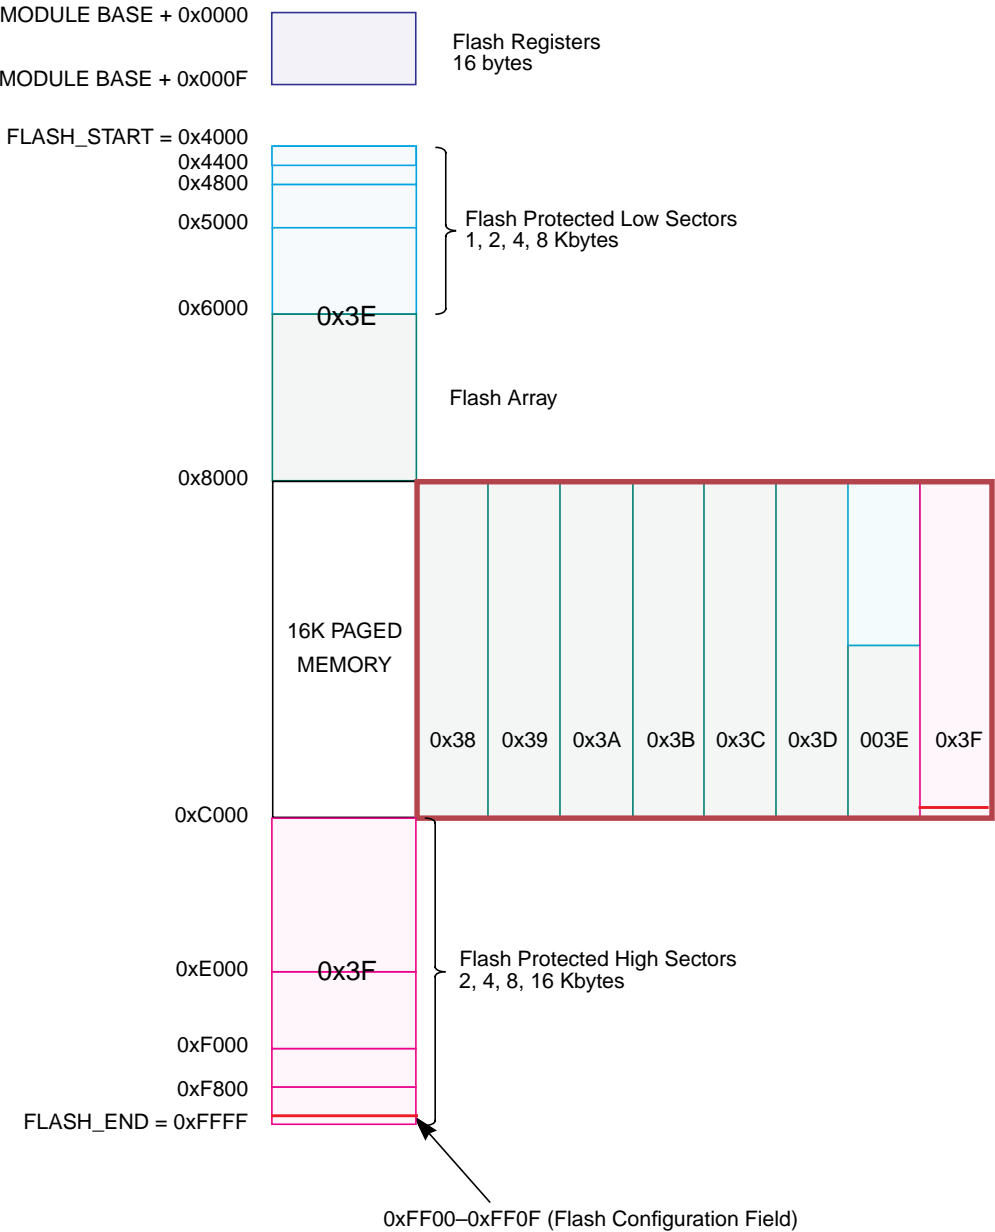 MODULE BASE + 0x0000
Flash Registers
16 bytes
MODULE BASE + 0x000F
FLASH_START = 0x4000
0x4400
0x4800
0x5000
Flash Protected Low Sectors
1, 2, 4, 8 Kbytes
0x6000
0x3E
Flash Array
0x8000
16K PAGED
MEMORY
0x38 0x39 0x3A 0x3B 0x3C 0x3D 003E 0x3F
0xC000
0xE000
0x3F
Flash Protected High Sectors
2, 4, 8, 16 Kbytes
0xF000
0xF800
FLASH_END = 0xFFFF
0xFF00–0xFF0F (Flash Configuration Field)